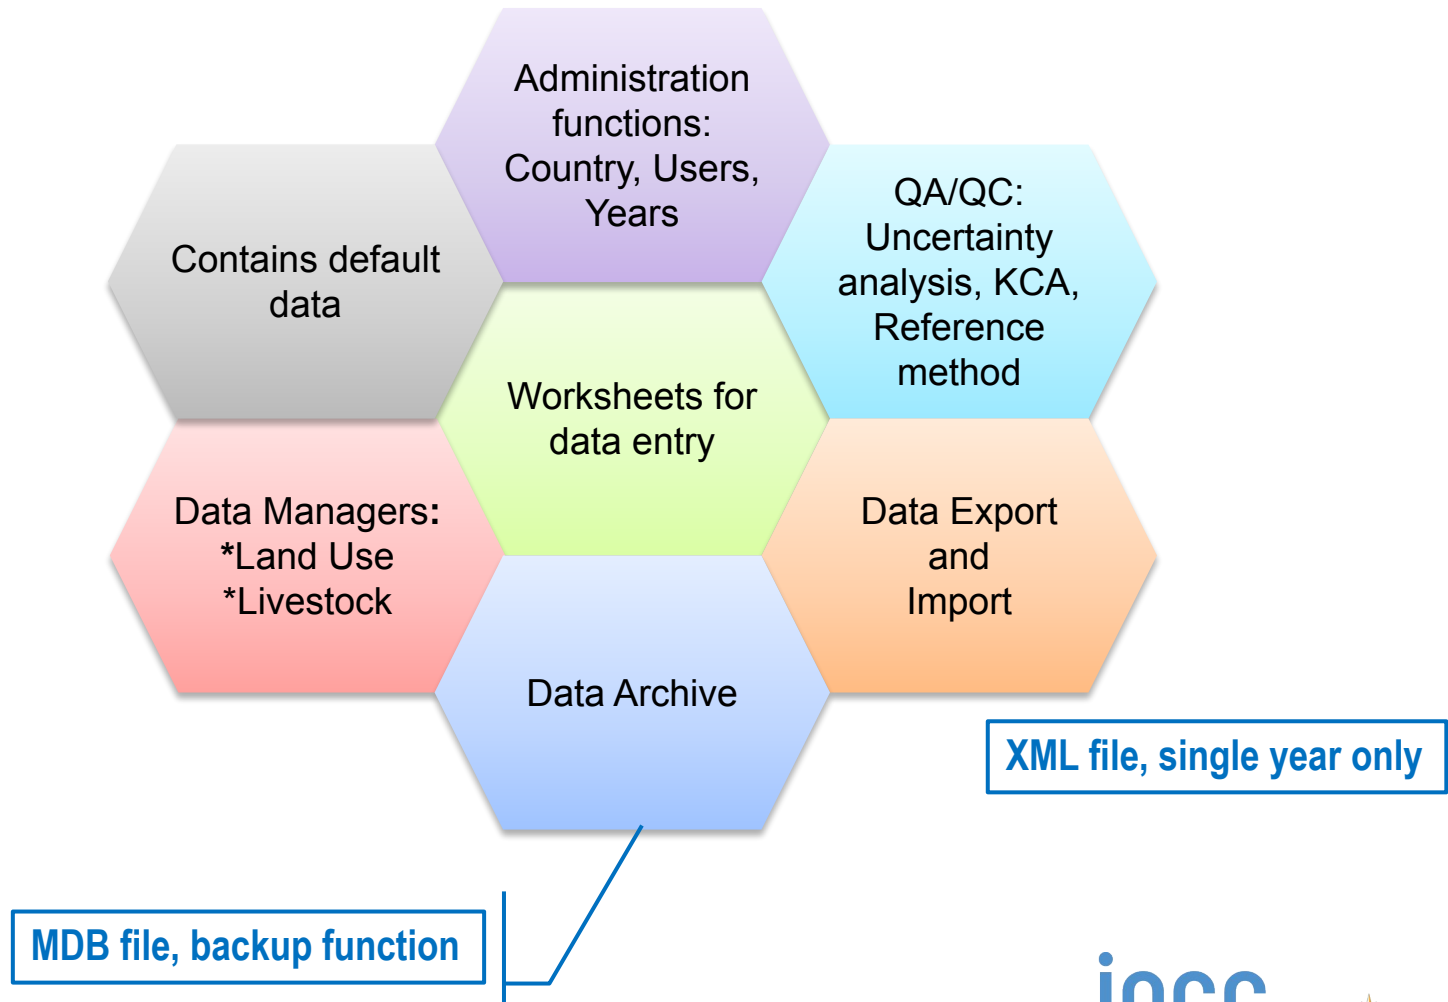 Administration
functions:
Country, Users,
Years
Contains default
data
QA/QC:
Uncertainty
analysis, KCA,
Reference
method
Worksheets for
data entry
Data Managers:
*Land Use
*Livestock
Data Export
and
Import
Data Archive
XML file, single year only
MDB file, backup function
ipcc